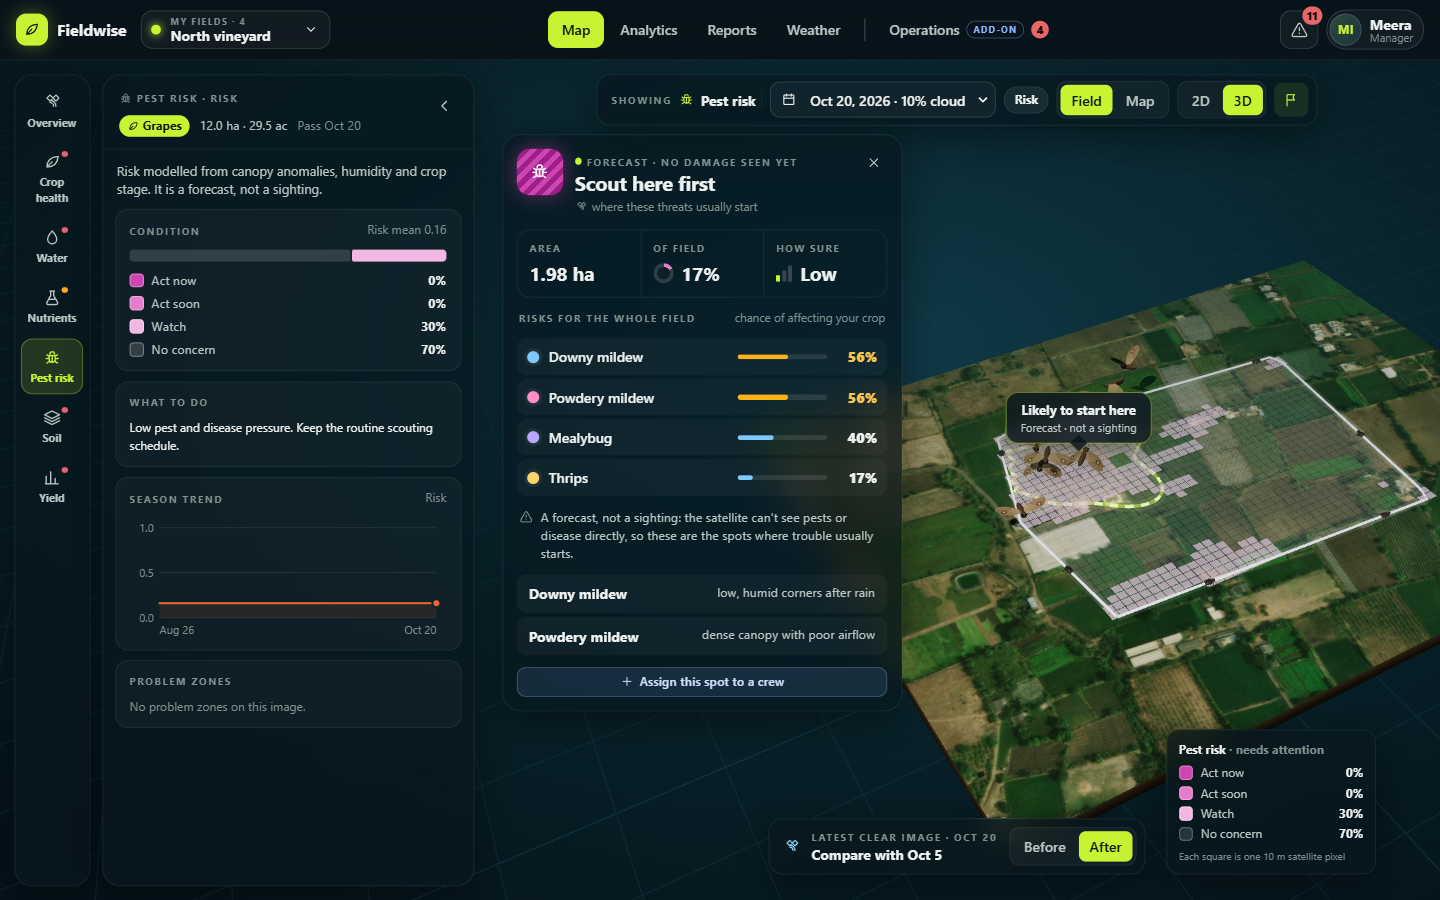 Fieldwise
MY FIELDS · 4
North vineyard
Map
Analytics
Reports
Weather
Operations
ADD-ON
4
11
MI
Meera
Manager
Overview
Crop
health
Water
Nutrients
Pest risk
Soil
Yield
PEST RISK · RISK
Grapes
12.0 ha · 29.5 ac
Pass Oct 20
Risk modelled from canopy anomalies, humidity and crop
stage. It is a forecast, not a sighting.
CONDITION
Risk mean 0.16
Act now 0%
Act soon 0%
Watch 30%
No concern 70%
WHAT TO DO
Low pest and disease pressure. Keep the routine scouting
schedule.
SEASON TREND
Risk
1.0
0.5
0.0
Aug 26
Oct 20
PROBLEM ZONES
No problem zones on this image.
SHOWING
Pest risk
Oct 20, 2026 · 10% cloud
Risk
Field
Map
2D
3D
FORECAST · NO DAMAGE SEEN YET
Scout here first
where these threats usually start
AREA
1.98 ha
OF FIELD
17%
HOW SURE
Low
RISKS FOR THE WHOLE FIELD
chance of affecting your crop
Downy mildew 56%
Powdery mildew 56%
Mealybug 40%
Thrips 17%
A forecast, not a sighting: the satellite can't see pests or
disease directly, so these are the spots where trouble usually
starts.
Downy mildew low, humid corners after rain
Powdery mildew dense canopy with poor airflow
+ Assign this spot to a crew
Likely to start here
Forecast · not a sighting
LATEST CLEAR IMAGE · OCT 20
Compare with Oct 5
Before
After
Pest risk · needs attention
Act now 0%
Act soon 0%
Watch 30%
No concern 70%
Each square is one 10 m satellite pixel